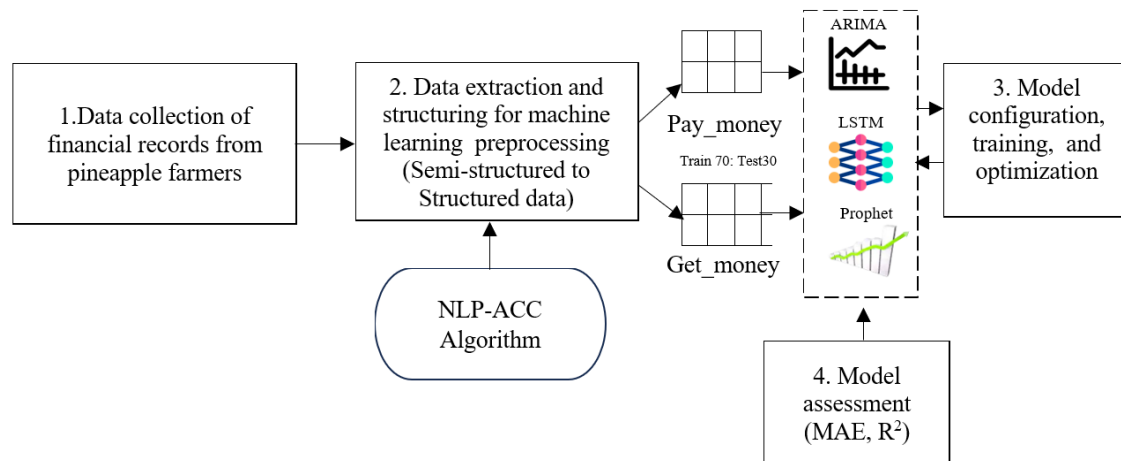 1.Data collection of
financial records from
pineapple farmers
2. Data extraction and
structuring for machine
learning preprocessing
(Semi-structured to
Structured data)
NLP-ACC
Algorithm
Pay_money
Train 70: Test30
Get_money
ARIMA
LSTM
Prophet
3. Model
configuration,
training, and
optimization
4. Model
assessment
(MAE, R²)